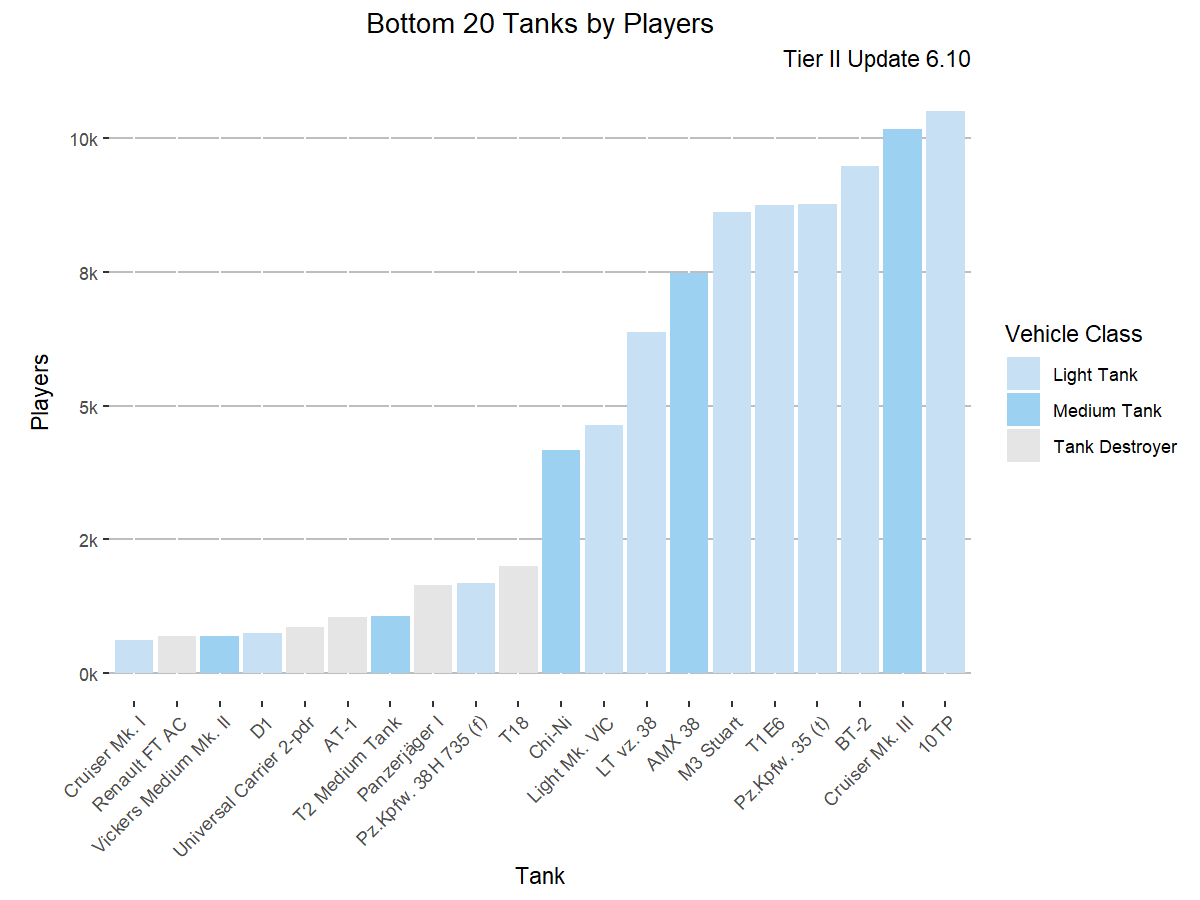 Bottom 20 Tanks by Players
Tier II Update 6.10
Players
10k
8k
5k
2k
0k
Cruiser Mk. I
Renault FT AC
Vickers Medium Mk. II
D1
Universal Carrier 2-pdr
AT-1
T2 Medium Tank
Panzerjäger I
Pz.Kpfw. 38H 735 (f)
T18
Chi-Ni
Light Mk. VIC
LT vz. 38
AMX 38
M3 Stuart
T1E6
Pz.Kpfw. 35 (t)
BT-2
Cruiser Mk. III
10TP
Tank
Vehicle Class
Light Tank
Medium Tank
Tank Destroyer